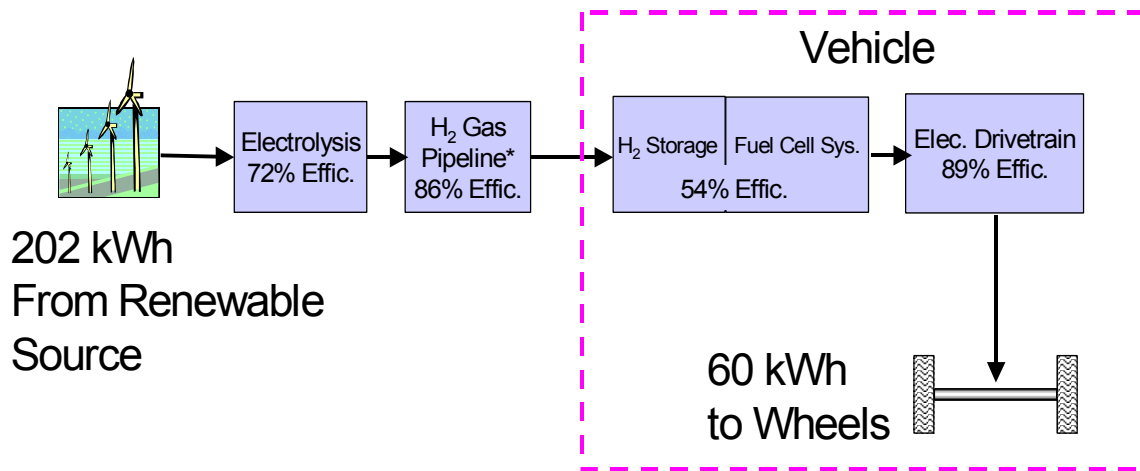 Vehicle
Electrolysis
72% Effic.
H₂ Gas
Pipeline*
86% Effic.
H₂ Storage
Fuel Cell Sys.
54% Effic.
Elec. Drivetrain
89% Effic.
202 kWh
From Renewable
Source
60 kWh
to Wheels